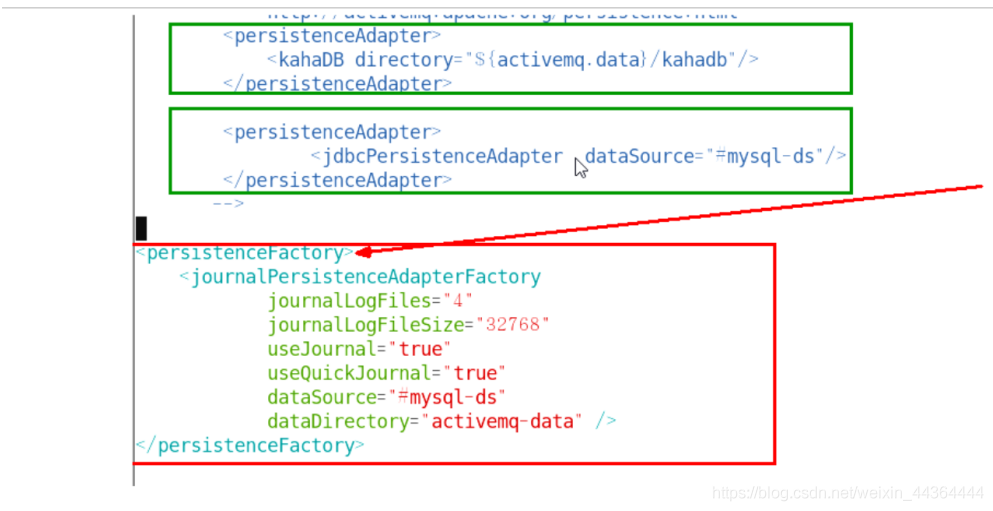 http://activemq.apache.org/persistence.html
<persistenceAdapter>
<kahaDB directory="${activemq.data}/kahadb"/>
</persistenceAdapter>
<persistenceAdapter>
<jdbcPersistenceAdapter dataSource="#mysql-ds"/>
</persistenceAdapter>
-->
<persistenceFactory>
<journalPersistenceAdapterFactory
journalLogFiles="4"
journalLogFileSize="32768"
useJournal="true"
useQuickJournal="true"
dataSource="#mysql-ds"
dataDirectory="activemq-data" />
</persistenceFactory>
https://blog.csdn.net/weixin_44364444